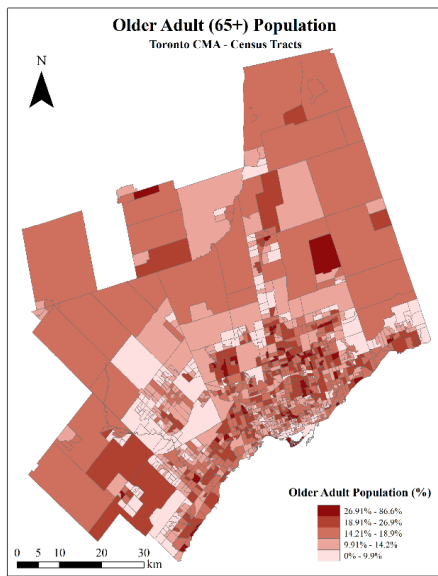 Older Adult (65+) Population
Toronto CMA - Census Tracts
N
Older Adult Population (%)
26.91% - 86.6%
18.91% - 26.9%
14.21% - 18.9%
9.91% - 14.2%
0% - 9.9%
0 5 10 20 30
km